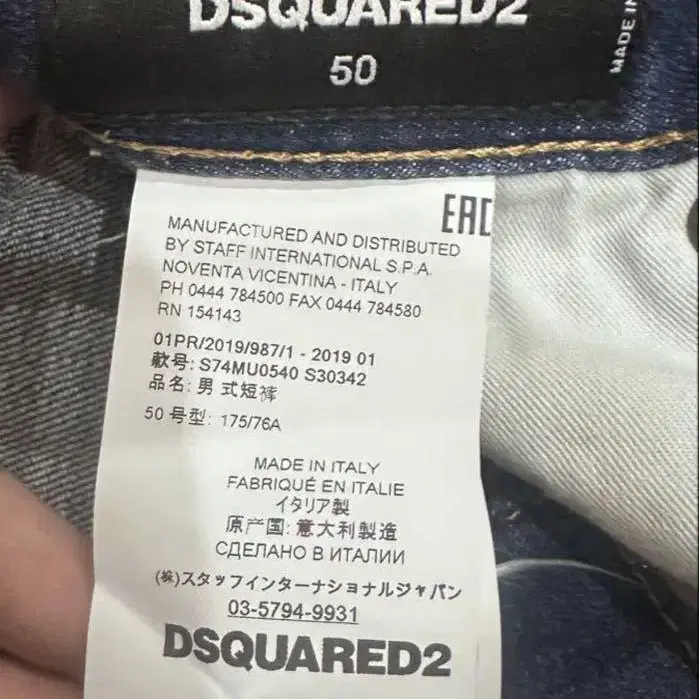 DSQUARED2
50
MADE IN
EAC
MANUFACTURED AND DISTRIBUTED
BY STAFF INTERNATIONAL S.P.A.
NOVENTA VICENTINA - ITALY
PH 0444 784500 FAX 0444 784580
RN 154143
01PR/2019/987/1 - 2019 01
款号: S74MU0540 S30342
品名: 男 式短裤
50 号型: 175/76A
MADE IN ITALY
FABRIQUÉ EN ITALIE
イタリア製
原产国: 意大利製造
СДЕЛАНО В ИТАЛИИ
(株)スタッフインターナショナルジャパン
03-5794-9931
DSQUARED2